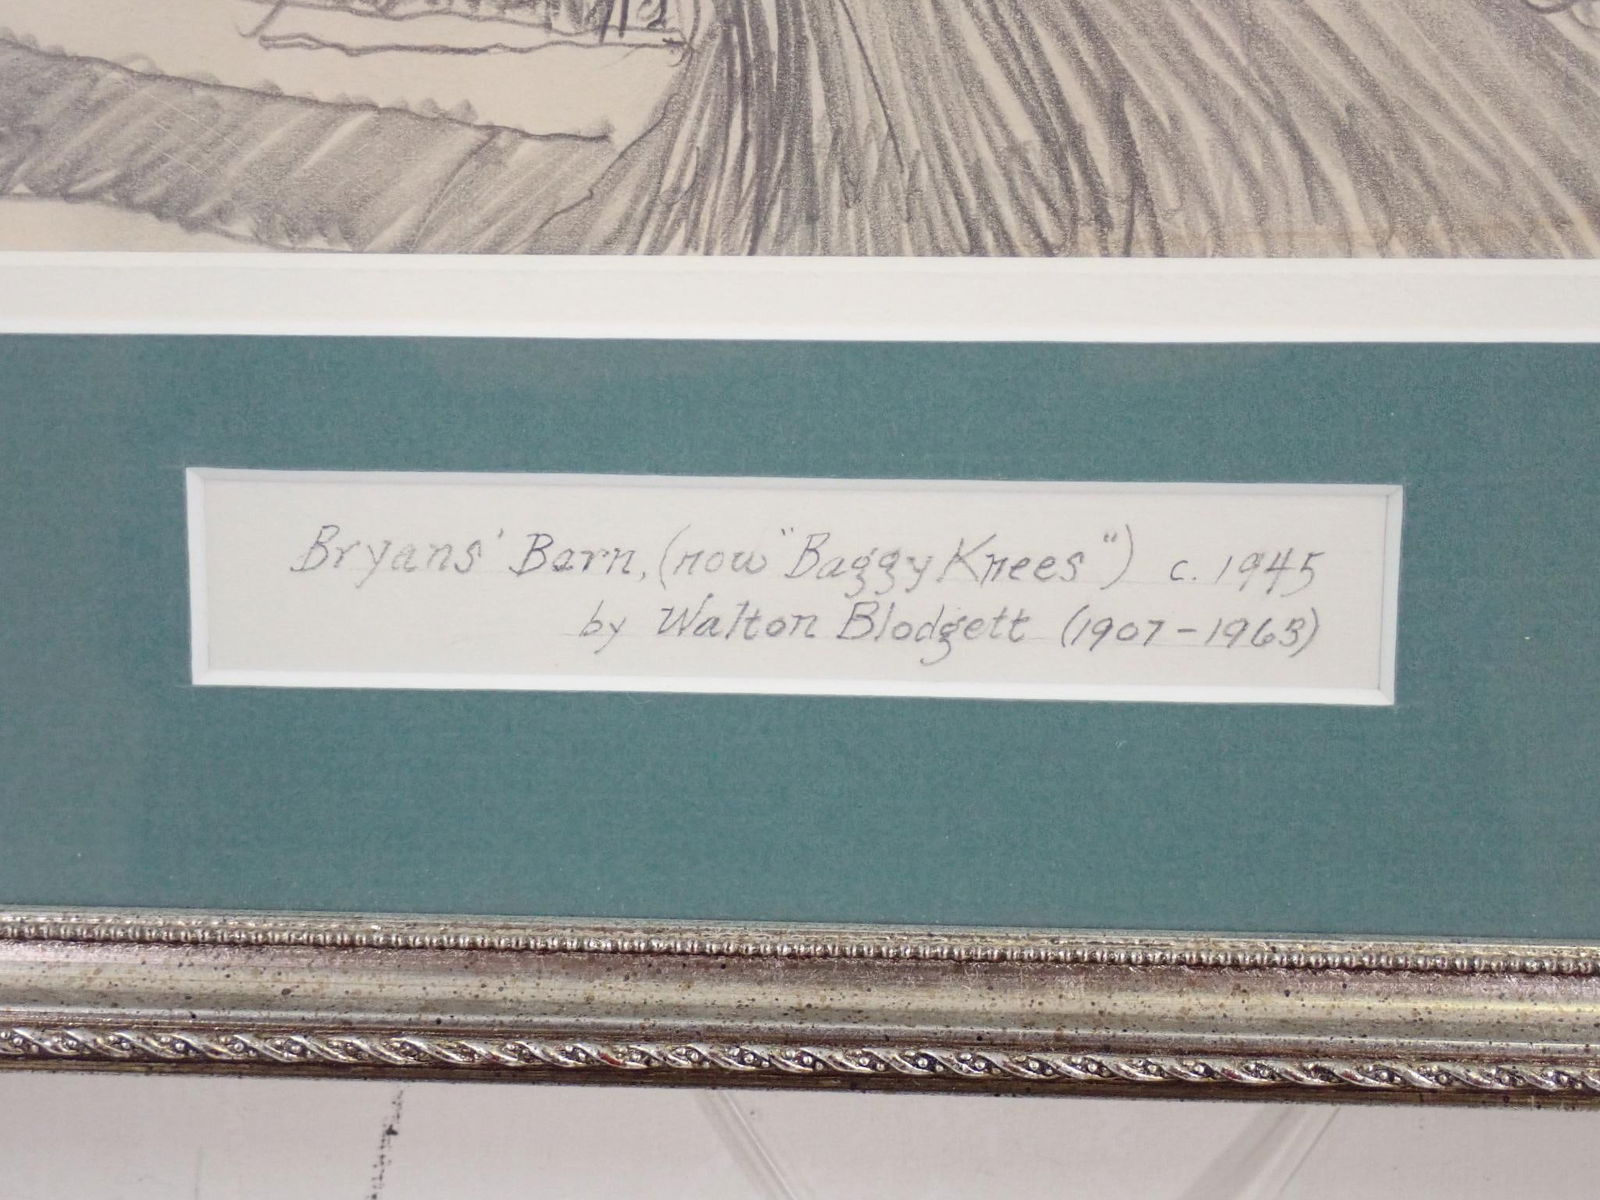 Bryans' Barn, (now "Baggy Knees") c. 1945
by Walton Blodgett (1907-1963)